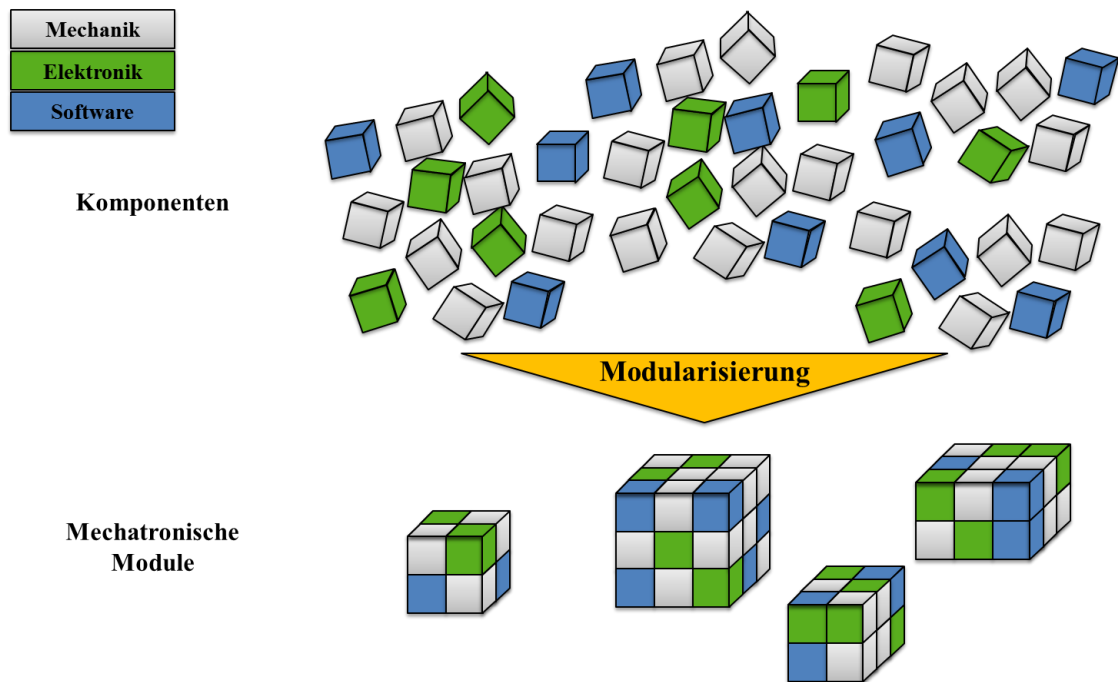 Mechanik
Elektronik
Software
Komponenten
Modularisierung
Mechatronische
Module